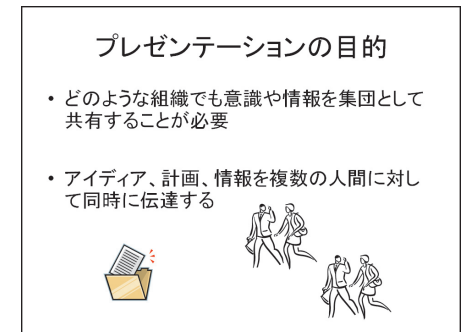 プレゼンテーションの目的
• どのような組織でも意識や情報を集団として
共有することが必要
• アイディア、計画、情報を複数の人間に対し
て同時に伝達する